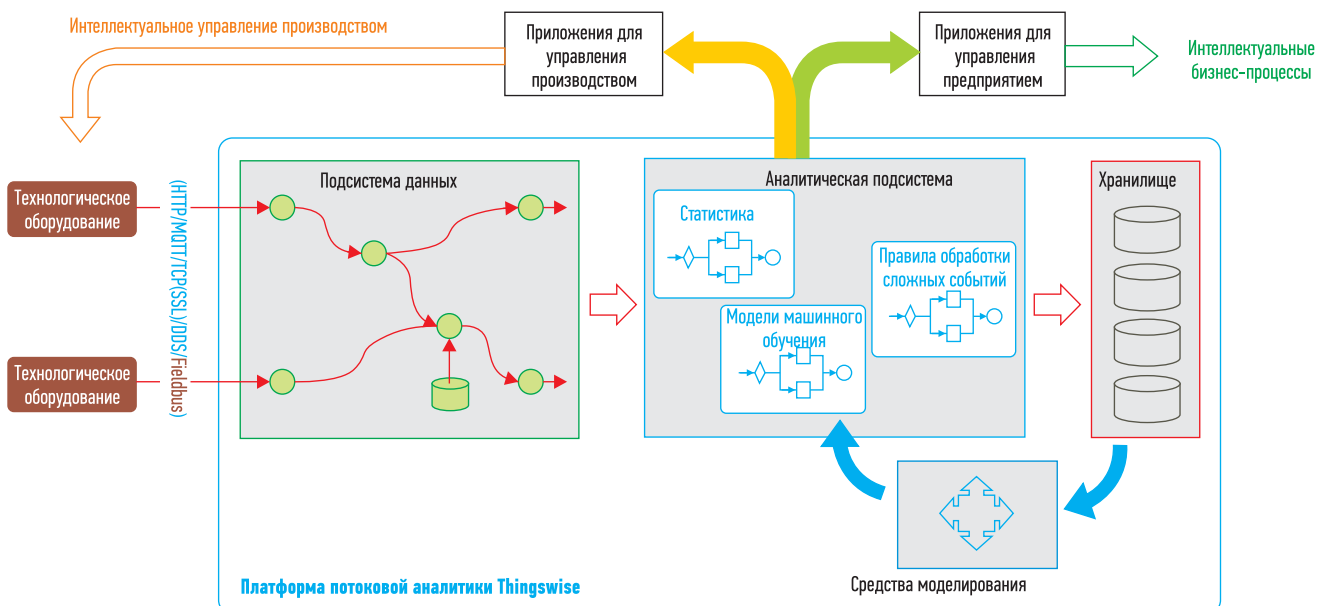 Интеллектуальное управление производством
Приложения для
управления
производством
Приложения для
управления
предприятием
Интеллектуальные
бизнес-процессы
Технологическое
оборудование
Технологическое
оборудование
(HTTP/MQTT/TCP(SSL)/DDS/Fieldbus)
Подсистема данных
Аналитическая подсистема
Статистика
Правила обработки
сложных событий
Модели машинного
обучения
Хранилище
Средства моделирования
Платформа потоковой аналитики Thingswise